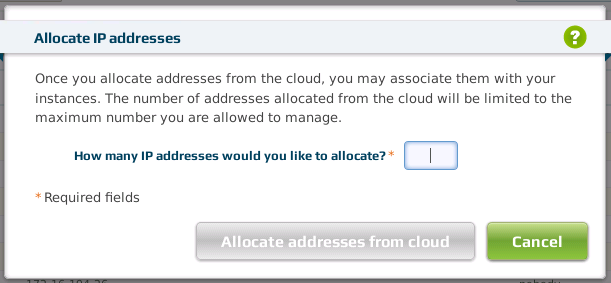 Allocate IP addresses
?
Once you allocate addresses from the cloud, you may associate them with your
instances. The number of addresses allocated from the cloud will be limited to the
maximum number you are allowed to manage.
How many IP addresses would you like to allocate? *
* Required fields
Allocate addresses from cloud
Cancel